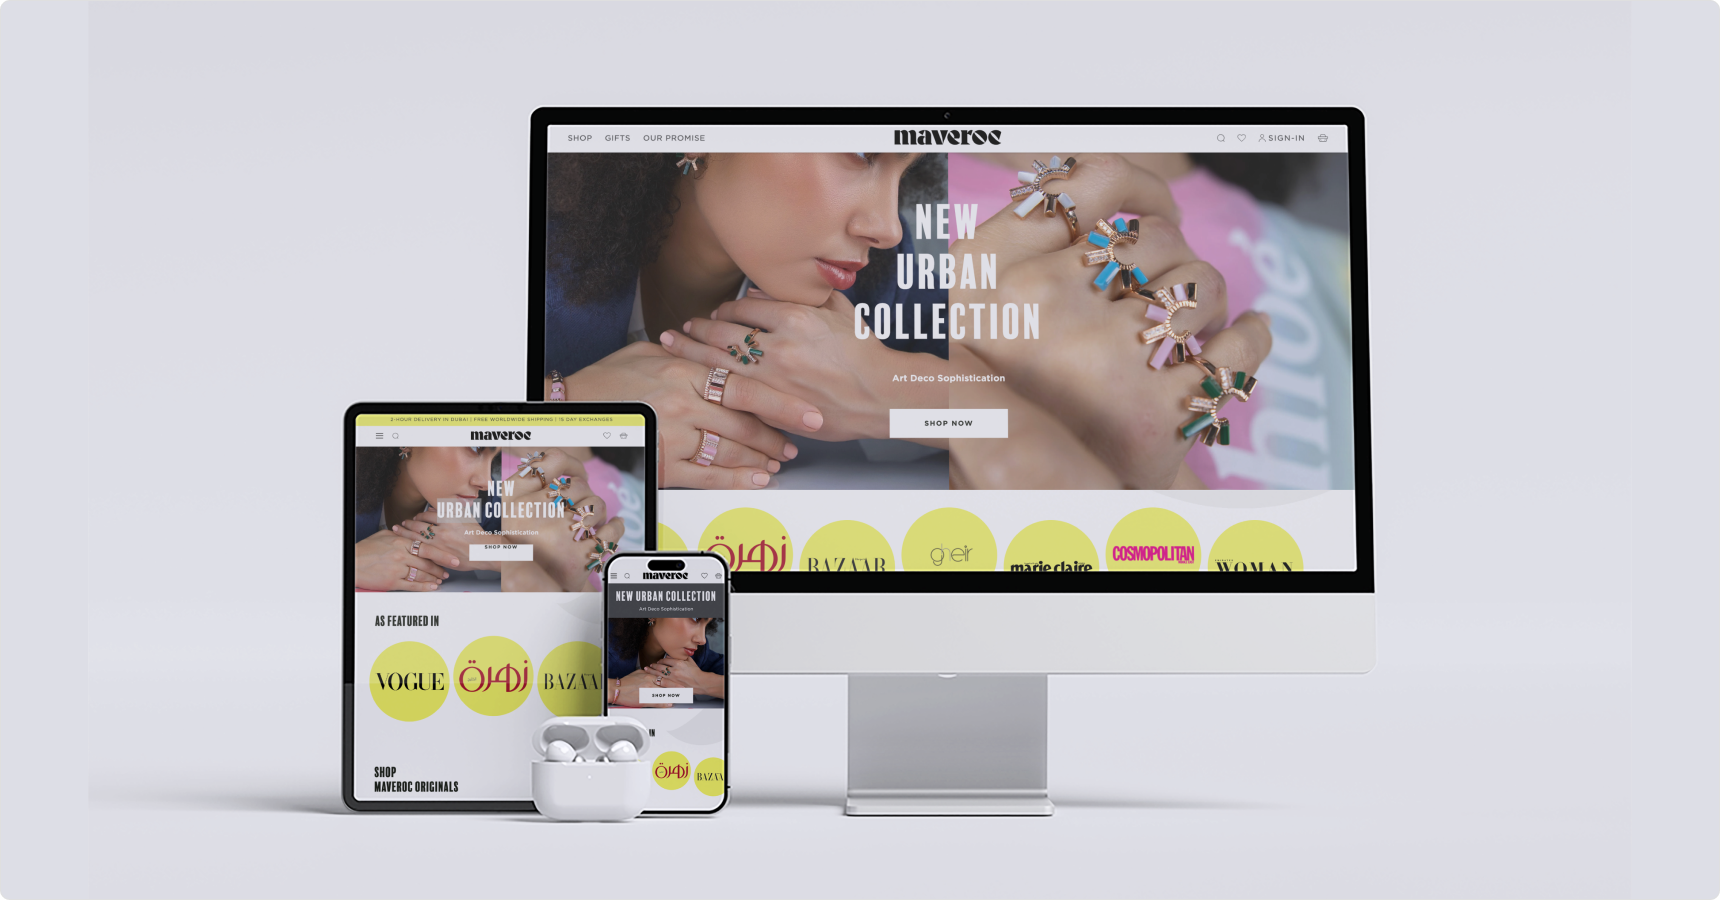 SHOP GIFTS OUR PROMISE maveroc SIGN-IN
NEW
URBAN
COLLECTION
Art Deco Sophistication
SHOP NOW
زهرة
BAZAAR
gheir
marie claire
COSMOPOLITAN
WOMAN
2-HOUR DELIVERY IN DUBAI | FREE WORLDWIDE SHIPPING | 15 DAY EXCHANGES
maveroc
NEW
URBAN COLLECTION
Art Deco Sophistication
SHOP NOW
AS FEATURED IN
VOGUE زهرة BAZAAR
SHOP
MAVEROC ORIGINALS
maveroc
NEW URBAN COLLECTION
Art Deco Sophistication
SHOP NOW
IN
زهرة BAZAA